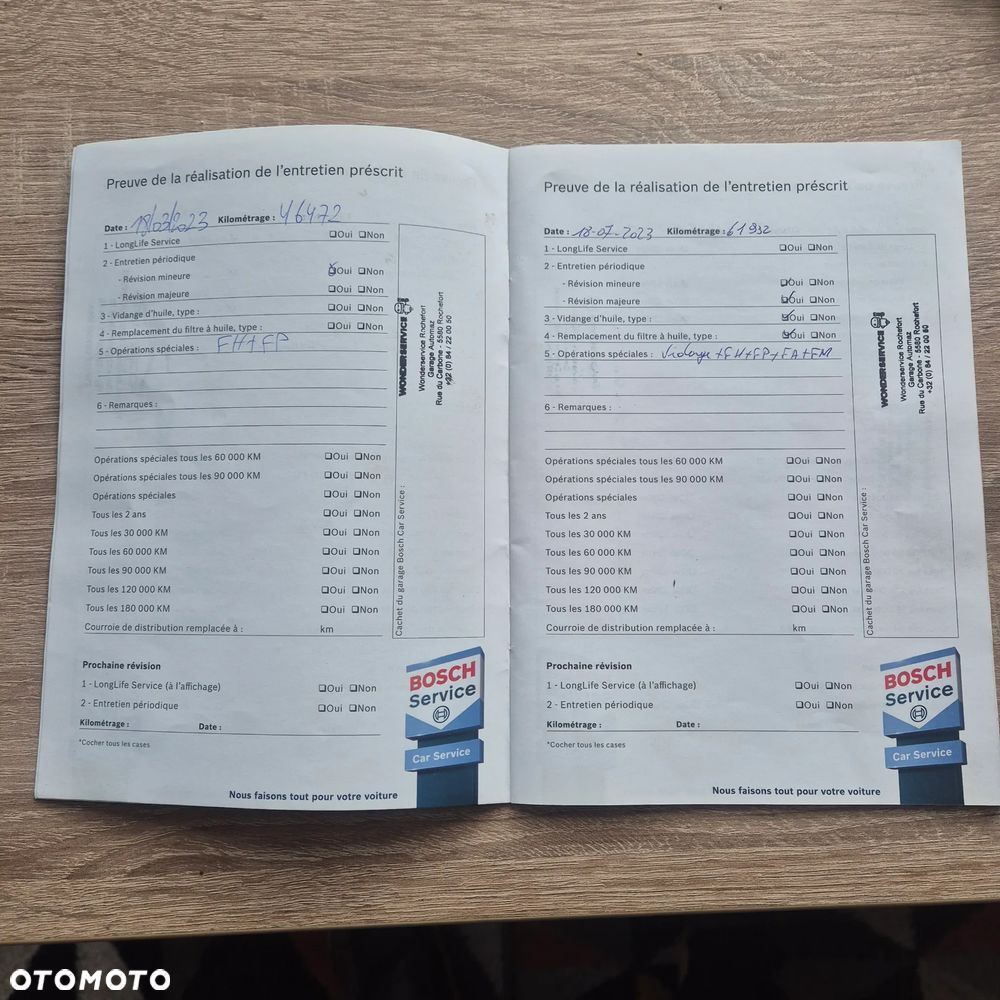 Preuve de la réalisation de l'entretien préscrit
Date : 18/03/2023 Kilométrage : 46472
1 - LongLife Service ❑Oui ❑Non
2 - Entretien périodique
- Révision mineure ❑Oui ❑Non
- Révision majeure ❑Oui ❑Non
3 - Vidange d'huile, type : ❑Oui ❑Non
4 - Remplacement du filtre à huile, type : ❑Oui ❑Non
5 - Opérations spéciales : FH+FP
6 - Remarques :
Opérations spéciales tous les 60 000 KM ❑Oui ❑Non
Opérations spéciales tous les 90 000 KM ❑Oui ❑Non
Opérations spéciales ❑Oui ❑Non
Tous les 2 ans ❑Oui ❑Non
Tous les 30 000 KM ❑Oui ❑Non
Tous les 60 000 KM ❑Oui ❑Non
Tous les 90 000 KM ❑Oui ❑Non
Tous les 120 000 KM ❑Oui ❑Non
Tous les 180 000 KM ❑Oui ❑Non
Courroie de distribution remplacée à : km
Cachet du garage Bosch Car Service :
WONDERSERVICE
Wonderservice Rochefort
Garage Automaz
Rue du Carbone - 5580 Rochefort
+32 (0) 84 / 22 00 50
Prochaine révision
1 - LongLife Service (à l'affichage) ❑Oui ❑Non
2 - Entretien périodique ❑Oui ❑Non
Kilométrage : Date :
*Cocher tous les cases
BOSCH
Service
Car Service
Nous faisons tout pour votre voiture
Preuve de la réalisation de l'entretien préscrit
Date : 18-07-2023 Kilométrage : 61932
1 - LongLife Service ❑Oui ❑Non
2 - Entretien périodique
- Révision mineure ❑Oui ❑Non
- Révision majeure ❑Oui ❑Non
3 - Vidange d'huile, type : ❑Oui ❑Non
4 - Remplacement du filtre à huile, type : ❑Oui ❑Non
5 - Opérations spéciales : Vidange+FH+FP+FA+FM
6 - Remarques :
Opérations spéciales tous les 60 000 KM ❑Oui ❑Non
Opérations spéciales tous les 90 000 KM ❑Oui ❑Non
Opérations spéciales ❑Oui ❑Non
Tous les 2 ans ❑Oui ❑Non
Tous les 30 000 KM ❑Oui ❑Non
Tous les 60 000 KM ❑Oui ❑Non
Tous les 90 000 KM ❑Oui ❑Non
Tous les 120 000 KM ❑Oui ❑Non
Tous les 180 000 KM ❑Oui ❑Non
Courroie de distribution remplacée à : km
Cachet du garage Bosch Car Service :
WONDERSERVICE
Wonderservice Rochefort
Garage Automaz
Rue du Carbone - 5580 Rochefort
+32 (0) 84 / 22 00 50
Prochaine révision
1 - LongLife Service (à l'affichage) ❑Oui ❑Non
2 - Entretien périodique ❑Oui ❑Non
Kilométrage : Date :
*Cocher tous les cases
BOSCH
Service
Car Service
Nous faisons tout pour votre voiture
OTOMOTO